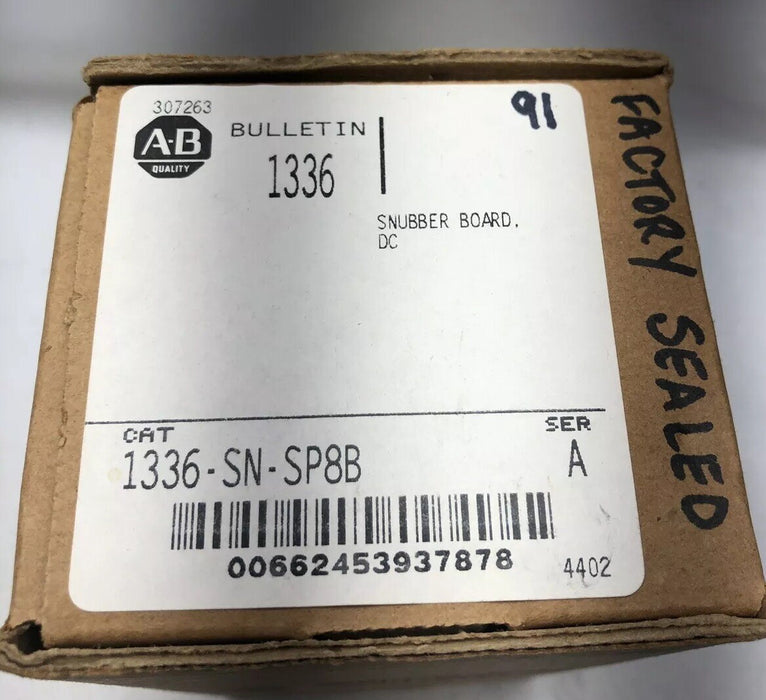 307263
A-B
QUALITY
BULLETIN
1336
SNUBBER BOARD,
DC
91
CAT
1336-SN-SP8B
SER
A
00662453937878
4402
FACTORY SEALED